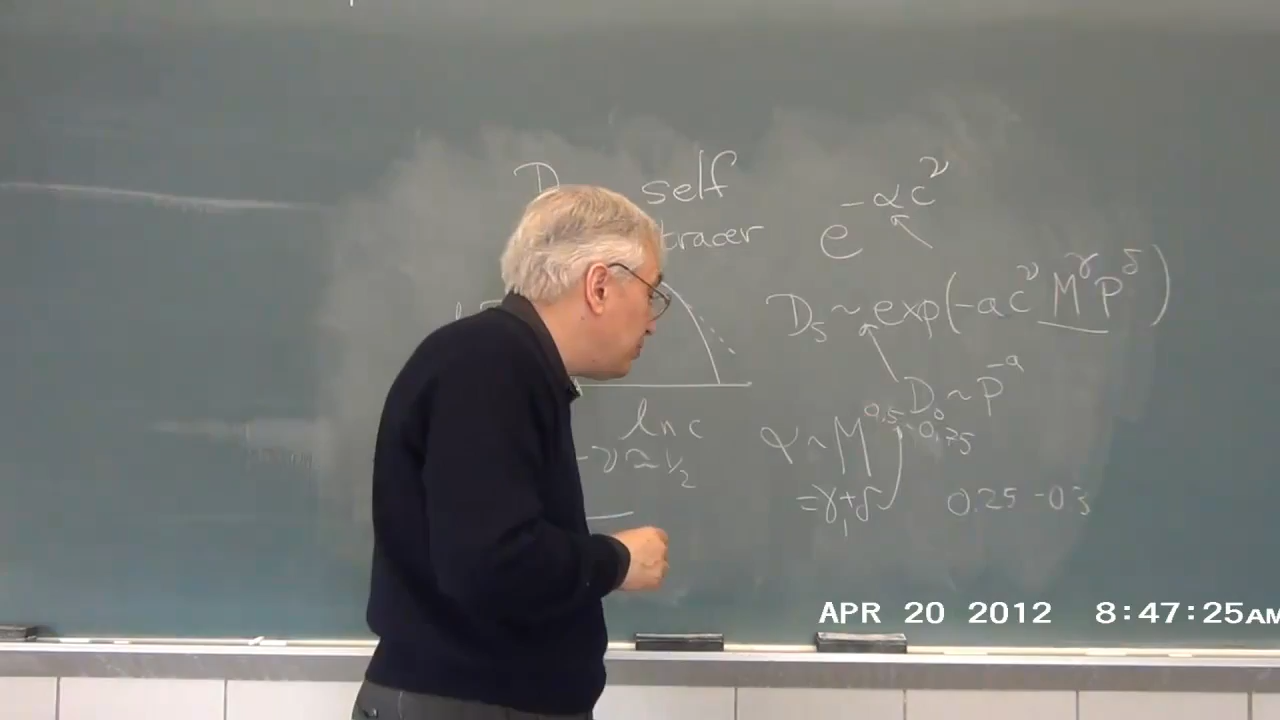 D self
tracer
e^{-αc^ν}
D_s ~ exp(-ac^ν M^γ P^δ)
D_0 ~ P^{-a}
ln c
α ~ M^{0.5-0.75}
-ν ≈ 1/2
=γ+δ
0.25 - 0.3
APR 20 2012 8:47:25AM